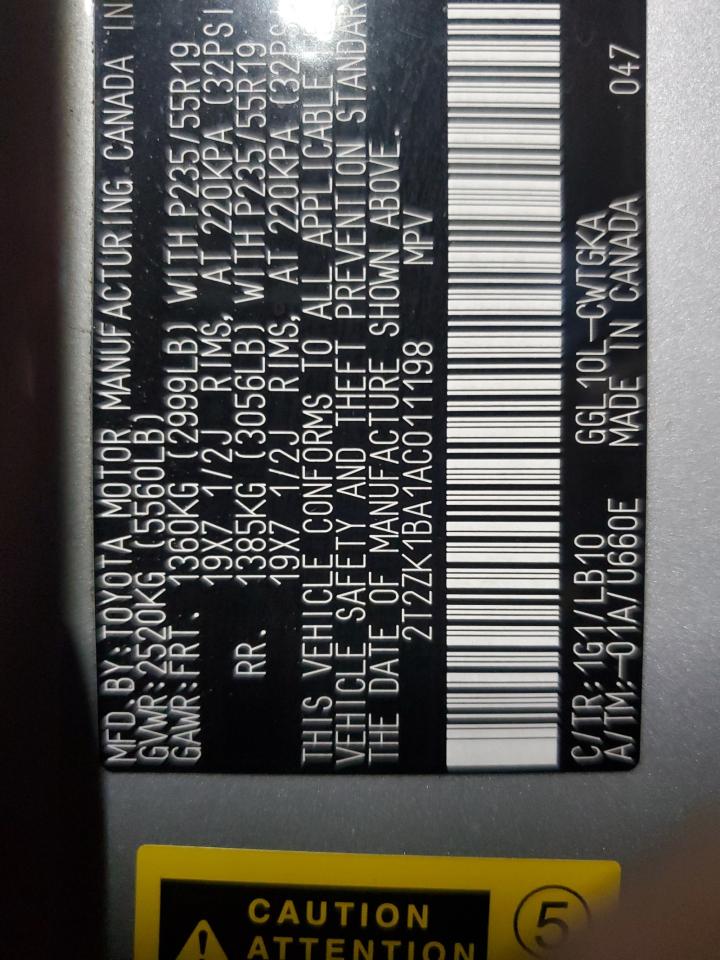 MFD.BY:TOYOTA MOTOR MANUFACTURING CANADA IN
GVWR:2520KG (5560LB)
GAWR:FRT. 1360KG (2999LB) WITH P235/55R19
19X7 1/2J RIMS, AT 220KPA (32PSI
RR. 1385KG (3056LB) WITH P235/55R19
19X7 1/2J RIMS, AT 220KPA (32PS
THIS VEHICLE CONFORMS TO ALL APPLICABLE
VEHICLE SAFETY AND THEFT PREVENTION STANDAR
THE DATE OF MANUFACTURE SHOWN ABOVE.
2T2ZK1BA1AC011198 MPV
C/TR:1G1/LB10 GGL10L-CWTGKA
A/TM:-01A/U660E MADE IN CANADA 047
CAUTION
ATTENTION
5